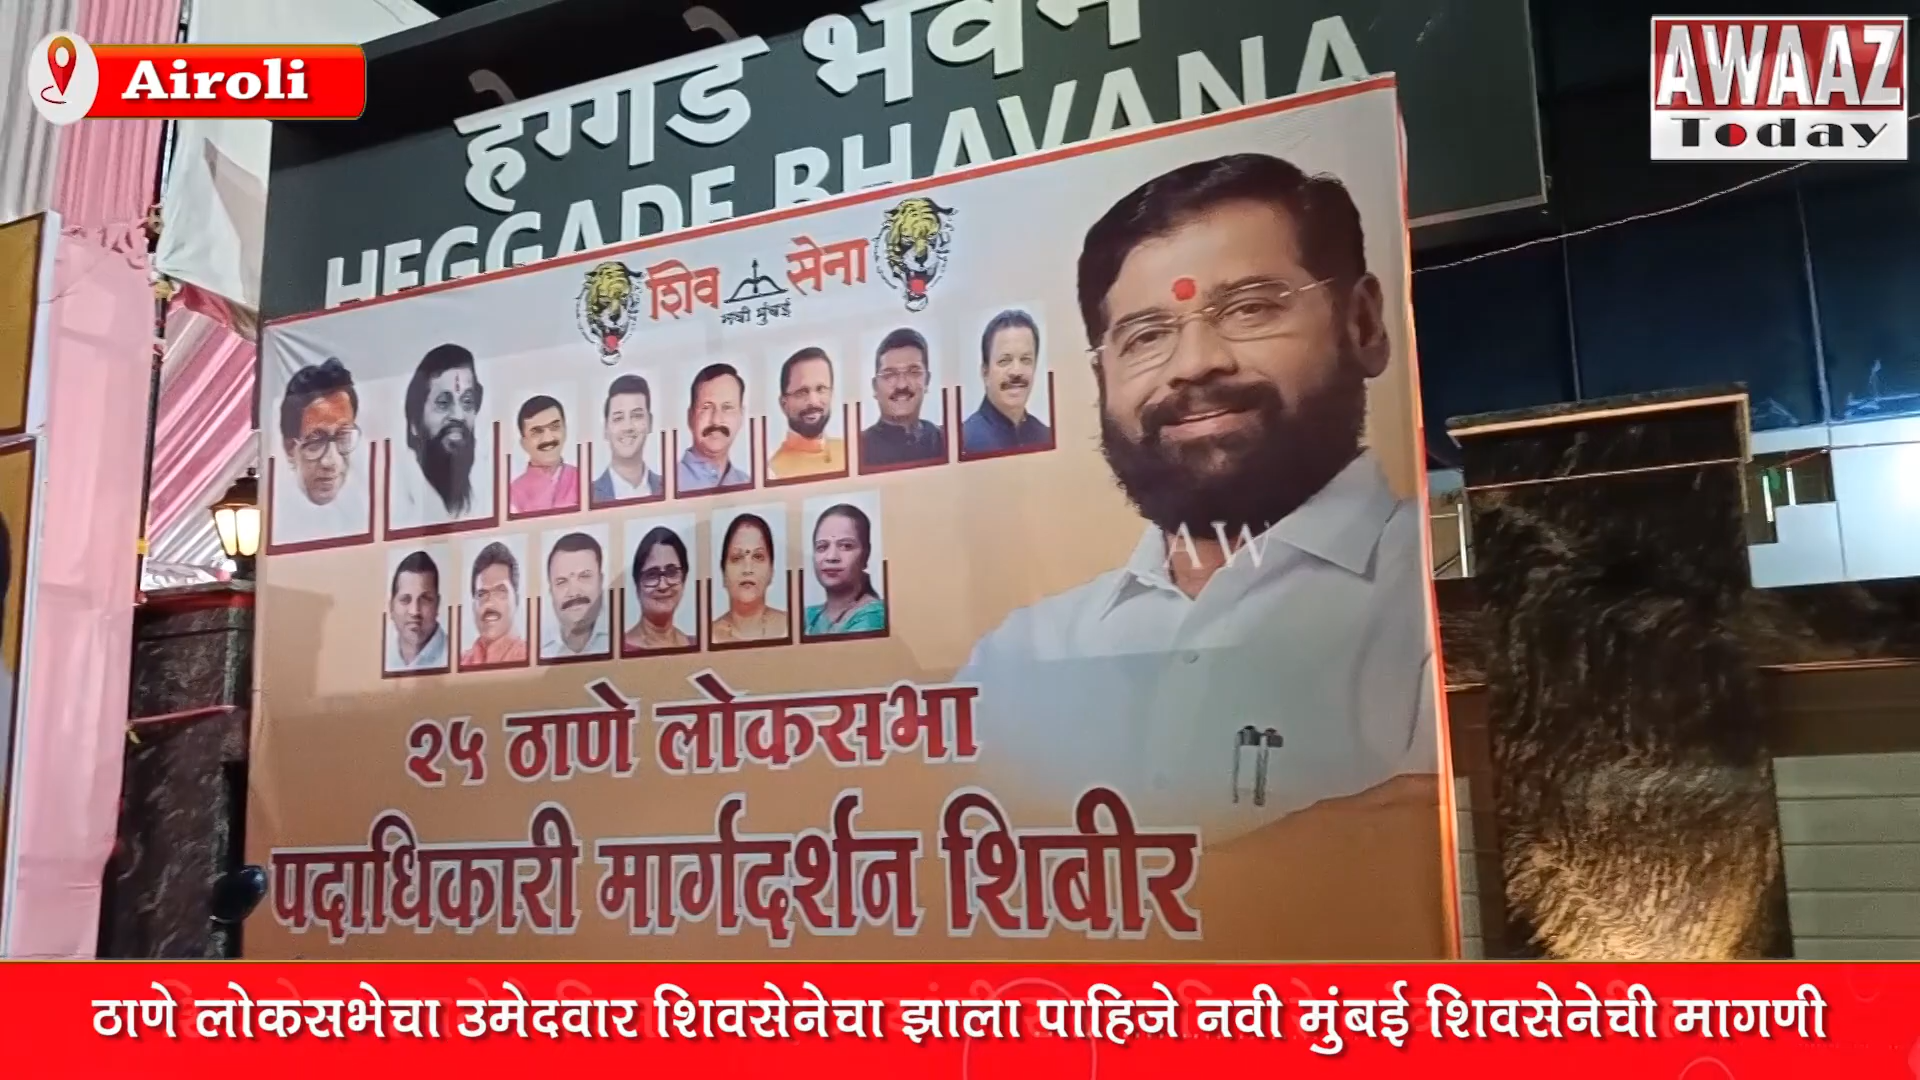 Airoli
AWAAZ
Today
हेग्गडे भवन
HEGGADE BHAVANA
शिव सेना
नवी मुंबई
AW
२५ ठाणे लोकसभा
पदाधिकारी मार्गदर्शन शिबीर
ठाणे लोकसभेचा उमेदवार शिवसेनेचा झाला पाहिजे नवी मुंबई शिवसेनेची मागणी